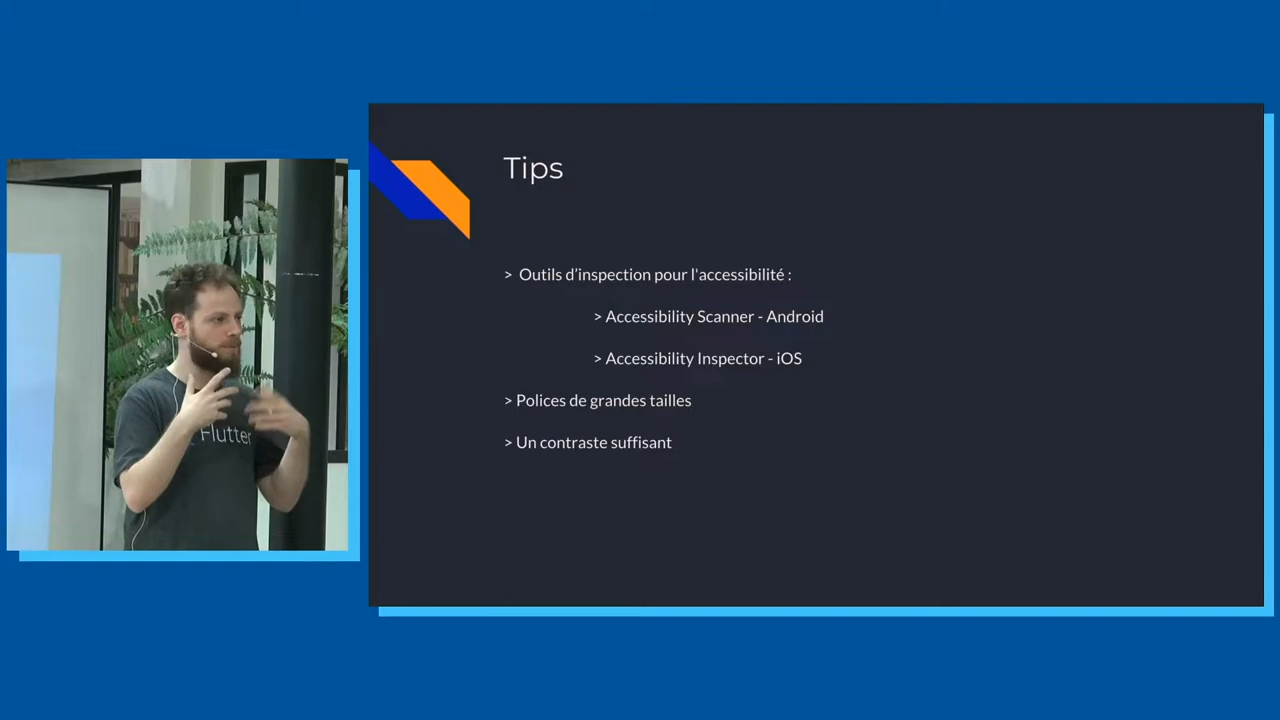 Tips
> Outils d’inspection pour l'accessibilité :
> Accessibility Scanner - Android
> Accessibility Inspector - iOS
> Polices de grandes tailles
> Un contraste suffisant
Flutter